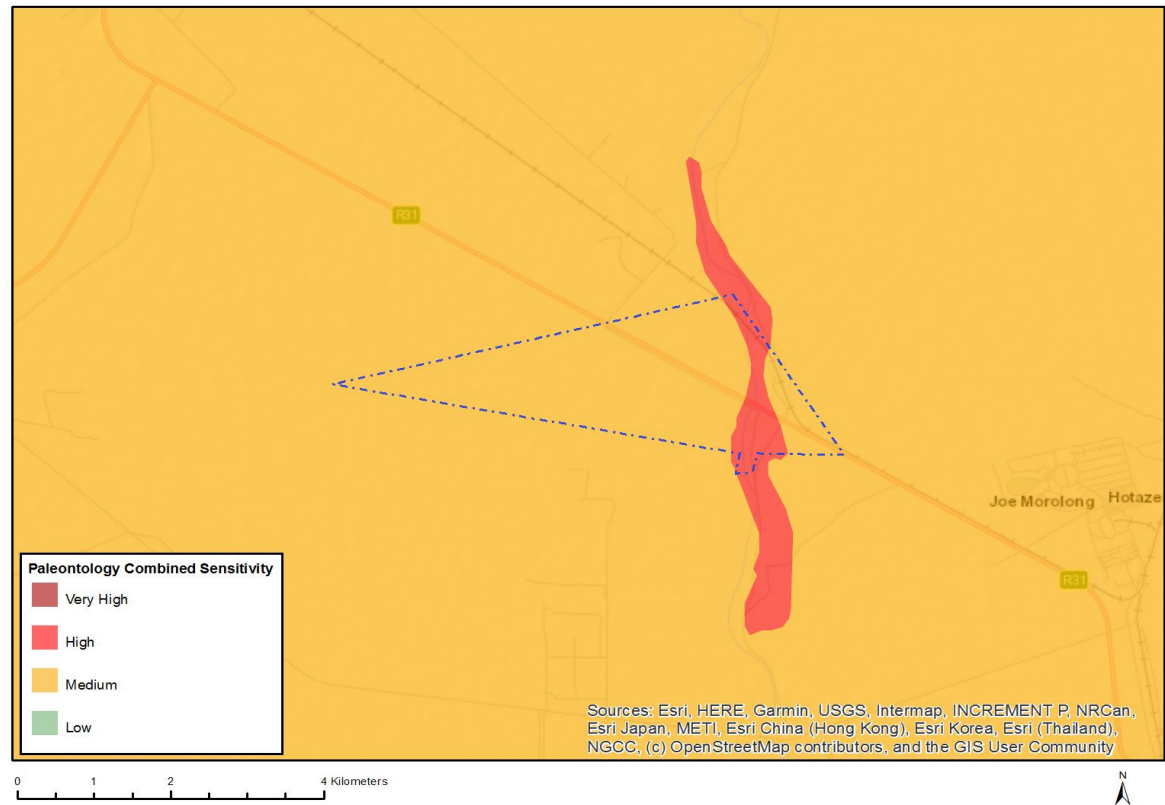 R31
Joe Morolong
Hotaze
R31
Paleontology Combined Sensitivity
Very High
High
Medium
Low
Sources: Esri, HERE, Garmin, USGS, Intermap, INCREMENT P, NRCan,
Esri Japan, METI, Esri China (Hong Kong), Esri Korea, Esri (Thailand),
NGCC, (c) OpenStreetMap contributors, and the GIS User Community
0 1 2 4 Kilometers
N